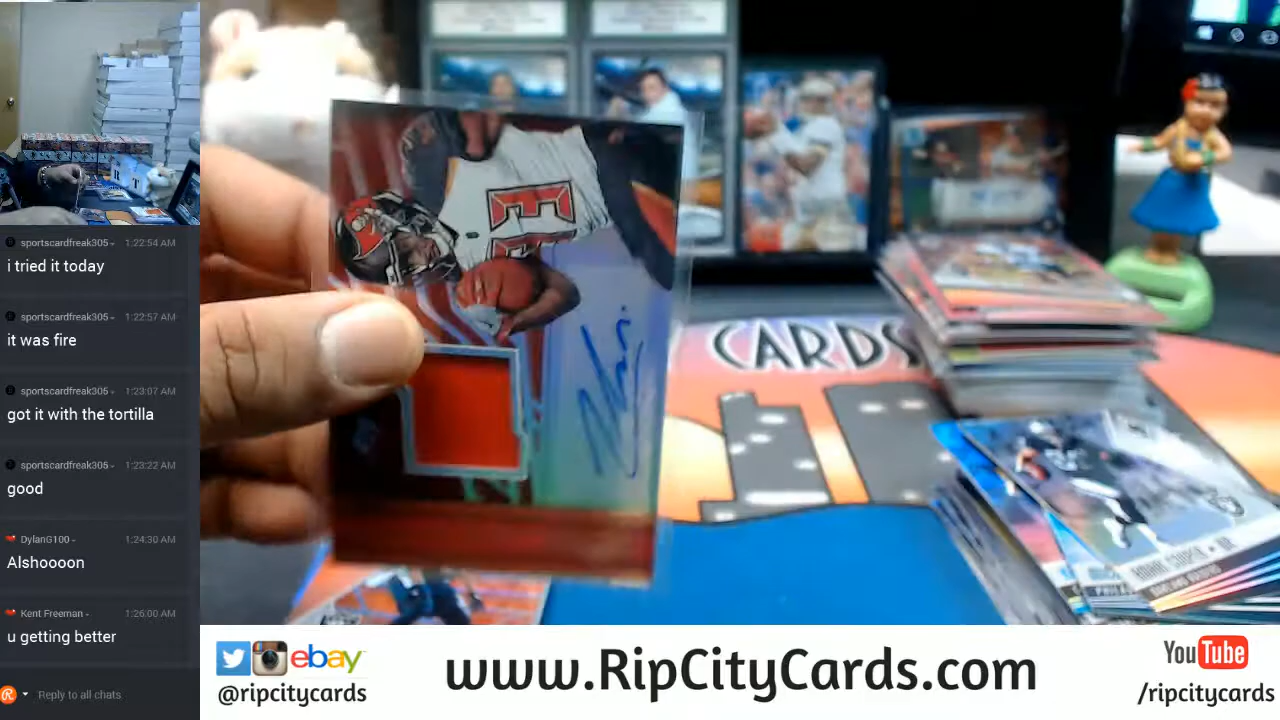 sportscardfreak305- 1:22:54 AM
i tried it today
sportscardfreak305- 1:22:57 AM
it was fire
sportscardfreak305- 1:23:07 AM
got it with the tortilla
sportscardfreak305- 1:23:22 AM
good
DylanG100- 1:24:30 AM
Alshoooon
Kent Freeman- 1:26:00 AM
u getting better
Reply to all chats
CARDS
ebay
@ripcitycards
www.RipCityCards.com
YouTube
/ripcitycards